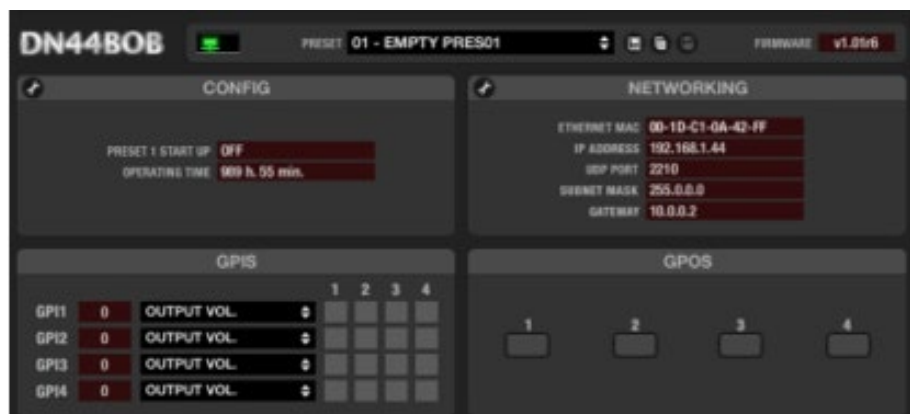 DN44BOB PRESET 01 - EMPTY PRES01 FIRMWARE v1.01r6
CONFIG
PRESET 1 START UP OFF
OPERATING TIME 989 h. 55 min.
NETWORKING
ETHERNET MAC 00-1D-C1-0A-42-FF
IP ADDRESS 192.168.1.44
UDP PORT 2210
SUBNET MASK 255.0.0.0
GATEWAY 10.0.0.2
GPIS
1 2 3 4
GPI1 0 OUTPUT VOL.
GPI2 0 OUTPUT VOL.
GPI3 0 OUTPUT VOL.
GPI4 0 OUTPUT VOL.
GPOS
1 2 3 4